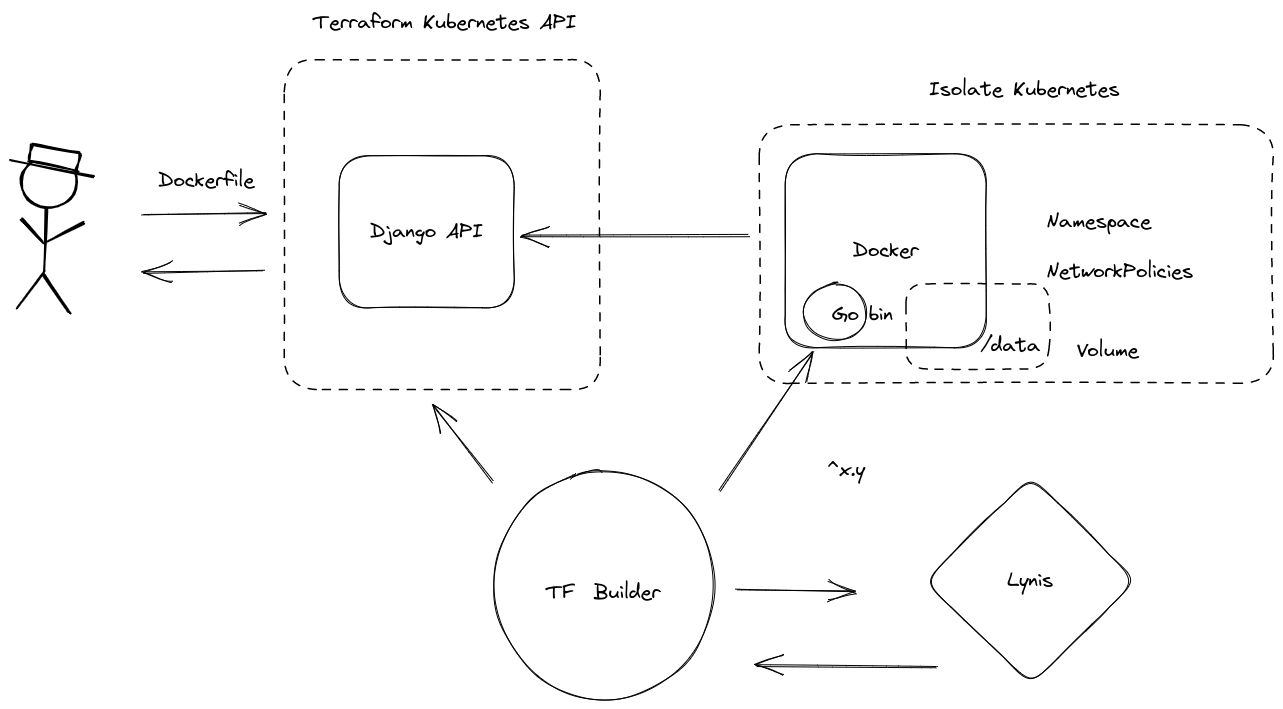 Terraform Kubernetes API
Isolate Kubernetes
Dockerfile
Django API
Docker
Namespace
NetworkPolicies
Go bin
/data
Volume
^x.y
TF Builder
Lynis